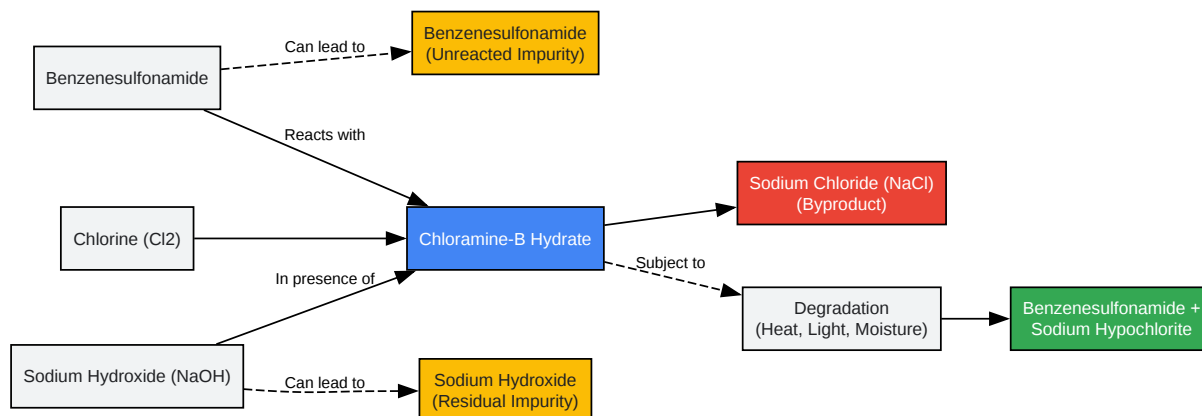 Benzenesulfonamide
Can lead to
Benzenesulfonamide
(Unreacted Impurity)
Reacts with
Chlorine (Cl2)
Chloramine-B Hydrate
Sodium Chloride (NaCl)
(Byproduct)
In presence of
Subject to
Degradation
(Heat, Light, Moisture)
Benzenesulfonamide +
Sodium Hypochlorite
Sodium Hydroxide (NaOH)
Can lead to
Sodium Hydroxide
(Residual Impurity)